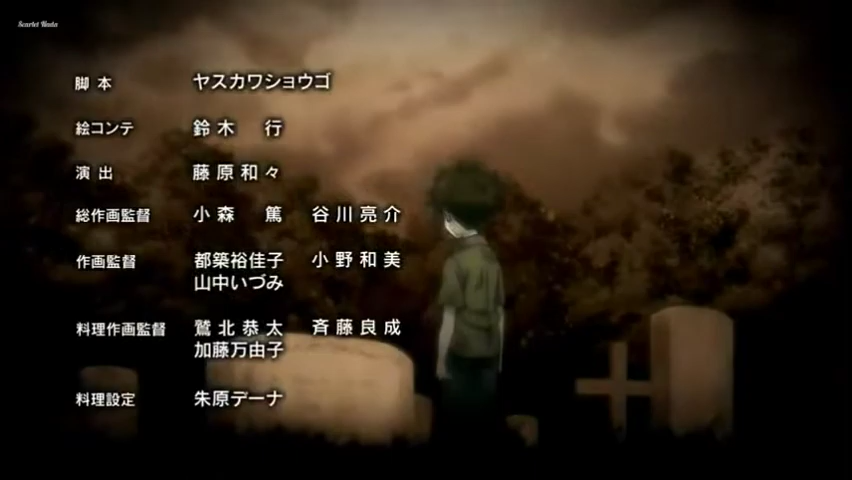 Scarlet Hada
脚 本 ヤスカワショウゴ
絵コンテ 鈴 木 行
演 出 藤 原 和 々
総作画監督 小 森 篤 谷 川 亮 介
作画監督 都築裕佳子 小 野 和 美
山中いづみ
料理作画監督 鷲 北 恭 太 斉 藤 良 成
加藤万由子
料理設定 朱原デーナ